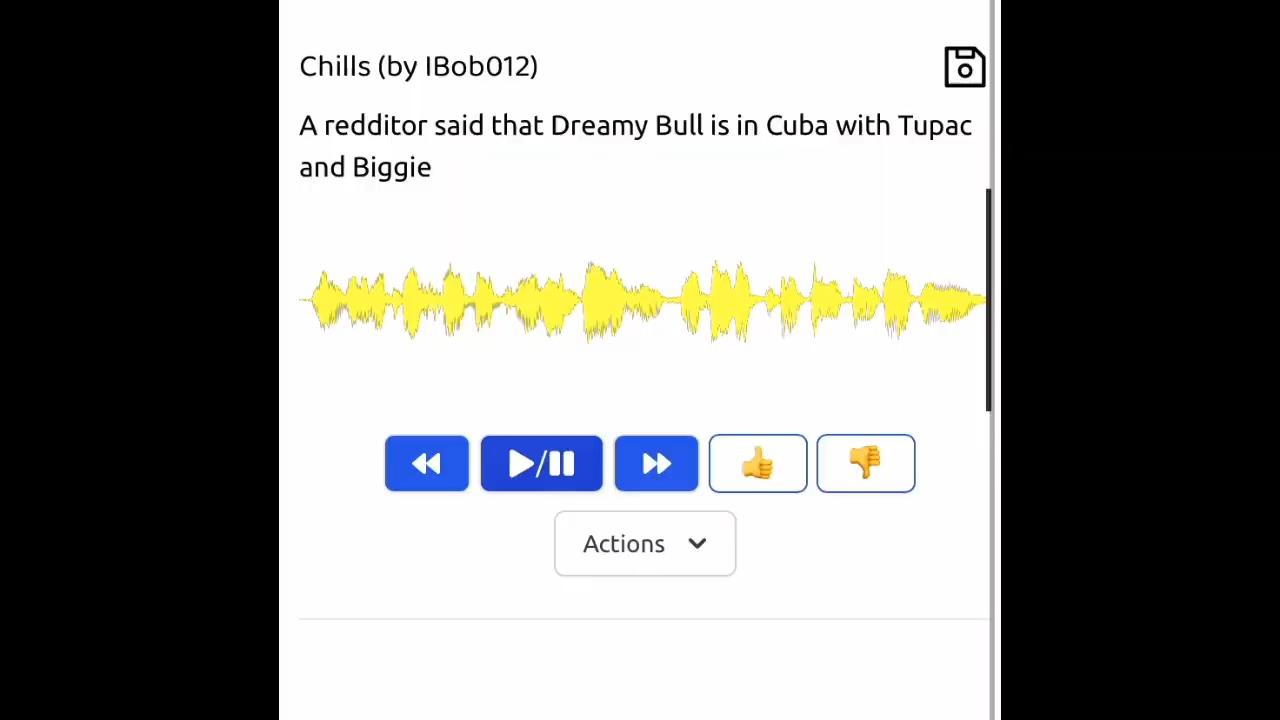 Chills (by IBob012)
A redditor said that Dreamy Bull is in Cuba with Tupac
and Biggie
Actions